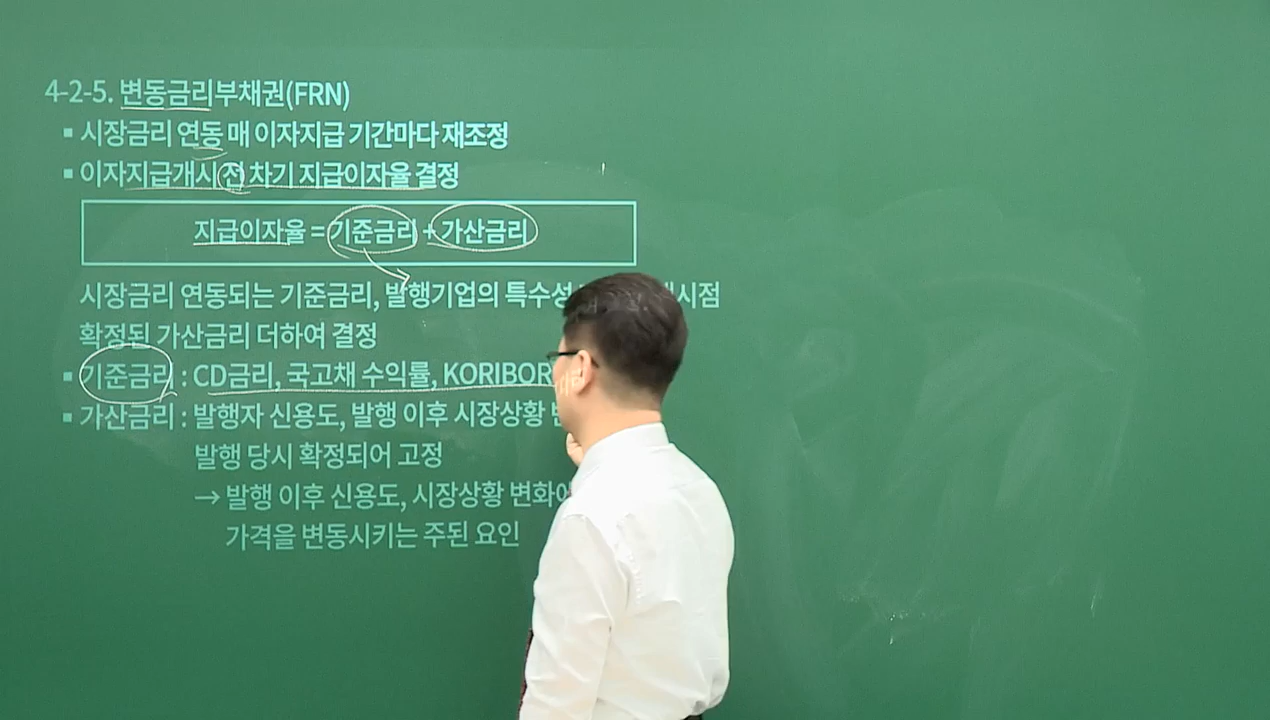 4-2-5. 변동금리부채권(FRN)
▪ 시장금리 연동 매 이자지급 기간마다 재조정
▪ 이자지급개시 전 차기 지급이자율 결정
지급이자율 = 기준금리 + 가산금리
시장금리 연동되는 기준금리, 발행기업의 특수성 시점
확정된 가산금리 더하여 결정
▪ 기준금리 : CD금리, 국고채 수익률, KORIBOR
▪ 가산금리 : 발행자 신용도, 발행 이후 시장상황
발행 당시 확정되어 고정
→ 발행 이후 신용도, 시장상황 변화
가격을 변동시키는 주된 요인